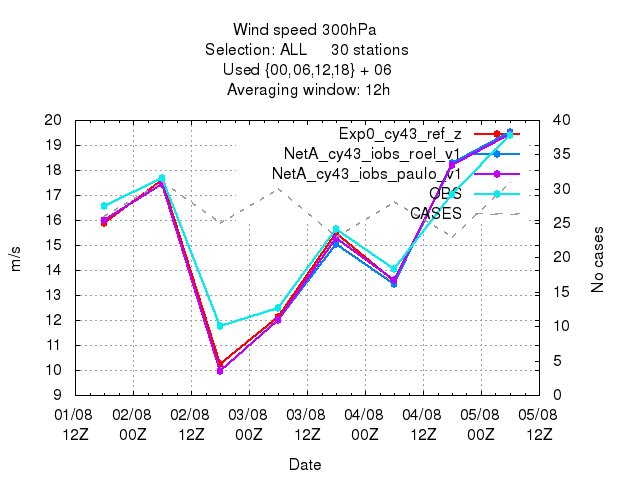 Wind speed 300hPa
Selection: ALL 30 stations
Used {00,06,12,18} + 06
Averaging window: 12h
Exp0_cy43_ref_z
NetA_cy43_iobs_roel_v1
NetA_cy43_iobs_paulo_v1
OBS
CASES
20
19
18
17
16
15
14
13
12
11
10
9
m/s
40
35
30
25
20
15
10
5
0
No cases
01/08 02/08 02/08 03/08 03/08 04/08 04/08 05/08 05/08
12Z 00Z 12Z 00Z 12Z 00Z 12Z 00Z 12Z
Date